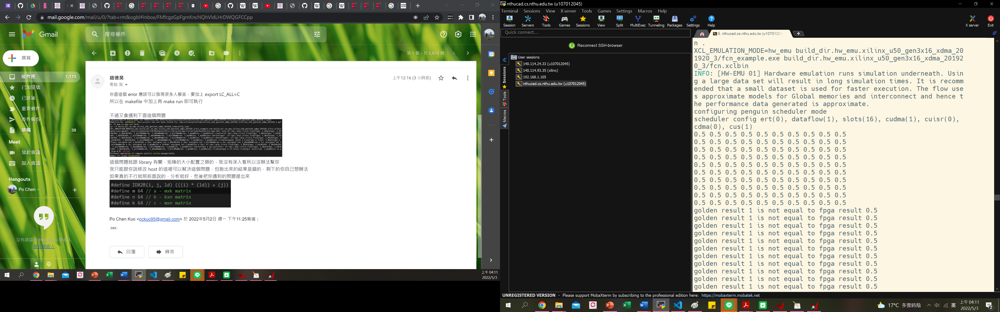 mail.google.com/mail/u/0/?tab=rm&ogbl#inbox/FMfcgzGpFgmKncNQhVldLHrDWQGFCCpp
Gmail
搜尋郵件
撰寫
第 1 個，共 5,870 個
收件匣 1,173
已加星號
已延後
重要郵件
寄件備份
草稿 38
Meet
發起會議
加入會議
Hangouts
Po Chen
沒有建議的 Hangouts 聯絡人
尋找聯絡人
趙德昊
上午12:16 (3 小時前)
寄給 我
你查這個 error 應該可以發現很多人解答，要加上 export LC_ALL=C
所以在 makefile 中加上再 make run 即可執行
不過又會遇到下面這個問題
這個問題就跟 library 有關，矩陣的大小配置之類的，我沒有深入看所以沒辦法幫你
我只能跟你說修改 host 的這裡可以解決這個問題，但跑出來的結果是錯的，剩下的你自己想辦法
如果真的不行就照前面說的，分析就好，然後把你遇到的問題提出來
#define IDX2R(i, j, ld) (((i) * (ld)) + (j))
#define m 64 // a - mxk matrix
#define n 64 // b - kxn matrix
#define k 64 // c - mxn matrix
Po Chen Kuo <pckuo95@gmail.com> 於 2022年5月2日 週一 下午11:25寫道：
回覆
轉寄
上午 04:11
2022/5/3
nthucad.cs.nthu.edu.tw (u107012045)
Terminal Sessions View X server Tools Games Settings Macros Help
Session Servers Tools Games Sessions View Split MultiExec Tunneling Packages Settings Help X server Exit
Quick connect...
5. nthucad.cs.nthu.edu.tw (u1070120
Reconnect SSH-browser
Sessions
Tools
Macros
User sessions
140.114.24.33 (u107012045)
140.114.93.35 (xilinx)
192.168.1.105
nthucad.cs.nthu.edu.tw (u107012045)
n .
XCL_EMULATION_MODE=hw_emu build_dir.hw_emu.xilinx_u50_gen3x16_xdma_20
1920_3/fcn_example.exe build_dir.hw_emu.xilinx_u50_gen3x16_xdma_20192
0_3/fcn.xclbin
INFO: [HW-EMU 01] Hardware emulation runs simulation underneath. Usin
g a large data set will result in long simulation times. It is recomm
ended that a small dataset is used for faster execution. The flow use
s approximate models for Global memories and interconnect and hence t
he performance data generated is approximate.
configuring penguin scheduler mode
scheduler config ert(0), dataflow(1), slots(16), cudma(1), cuisr(0),
cdma(0), cus(1)
0.5 0.5 0.5 0.5 0.5 0.5 0.5 0.5 0.5 0.5
0.5 0.5 0.5 0.5 0.5 0.5 0.5 0.5 0.5 0.5
0.5 0.5 0.5 0.5 0.5 0.5 0.5 0.5 0.5 0.5
0.5 0.5 0.5 0.5 0.5 0.5 0.5 0.5 0.5 0.5
0.5 0.5 0.5 0.5 0.5 0.5 0.5 0.5 0.5 0.5
0.5 0.5 0.5 0.5 0.5 0.5 0.5 0.5 0.5 0.5
0.5 0.5 0.5 0.5 0.5 0.5 0.5 0.5 0.5 0.5
0.5 0.5 0.5 0.5 0.5 0.5 0.5 0.5 0.5 0.5
0.5 0.5 0.5 0.5 0.5 0.5 0.5 0.5 0.5 0.5
0.5 0.5 0.5 0.5 0.5 0.5 0.5 0.5 0.5 0.5
golden result 1 is not equal to fpga result 0.5
golden result 1 is not equal to fpga result 0.5
golden result 1 is not equal to fpga result 0.5
golden result 1 is not equal to fpga result 0.5
golden result 1 is not equal to fpga result 0.5
golden result 1 is not equal to fpga result 0.5
golden result 1 is not equal to fpga result 0.5
golden result 1 is not equal to fpga result 0.5
golden result 1 is not equal to fpga result 0.5
golden result 1 is not equal to fpga result 0.5
golden result 1 is not equal to fpga result 0.5
UNREGISTERED VERSION - Please support MobaXterm by subscribing to the professional edition here: https://mobaxterm.mobatek.net
17°C 多雲時陰
英
上午 04:11
2022/5/3
2